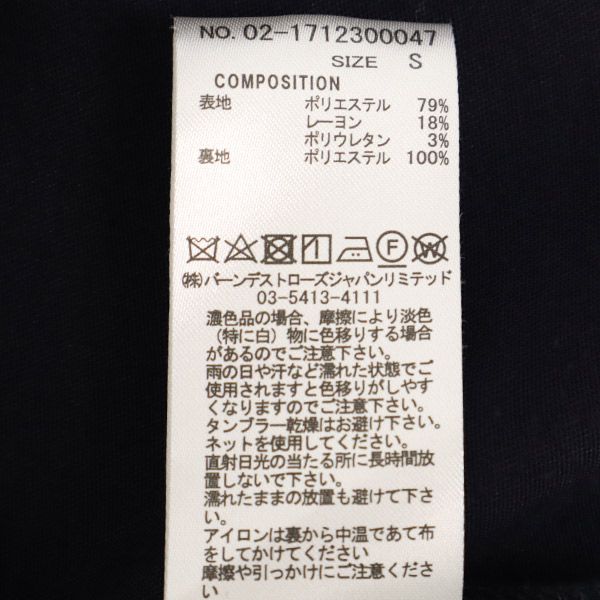 NO. 02-1712300047
SIZE S
COMPOSITION
表地 ポリエステル 79%
レーヨン 18%
ポリウレタン 3%
裏地 ポリエステル 100%
F W
㈱バーンデストローズジャパンリミテッド
03-5413-4111
濃色品の場合、摩擦により淡色
(特に白)物に色移りする場合
があるのでご注意下さい。
雨の日や汗など濡れた状態でご
使用されますと色移りがしやす
くなりますのでご注意下さい
タンブラー乾燥はお避け下さい。
ネットを使用してください。
直射日光の当たる所に長時間放
置しないで下さい。
濡れたままの放置も避けて下さ
い。
アイロンは裏から中温であて布
をしてかけてください
摩擦や引っかけにご注意くださ